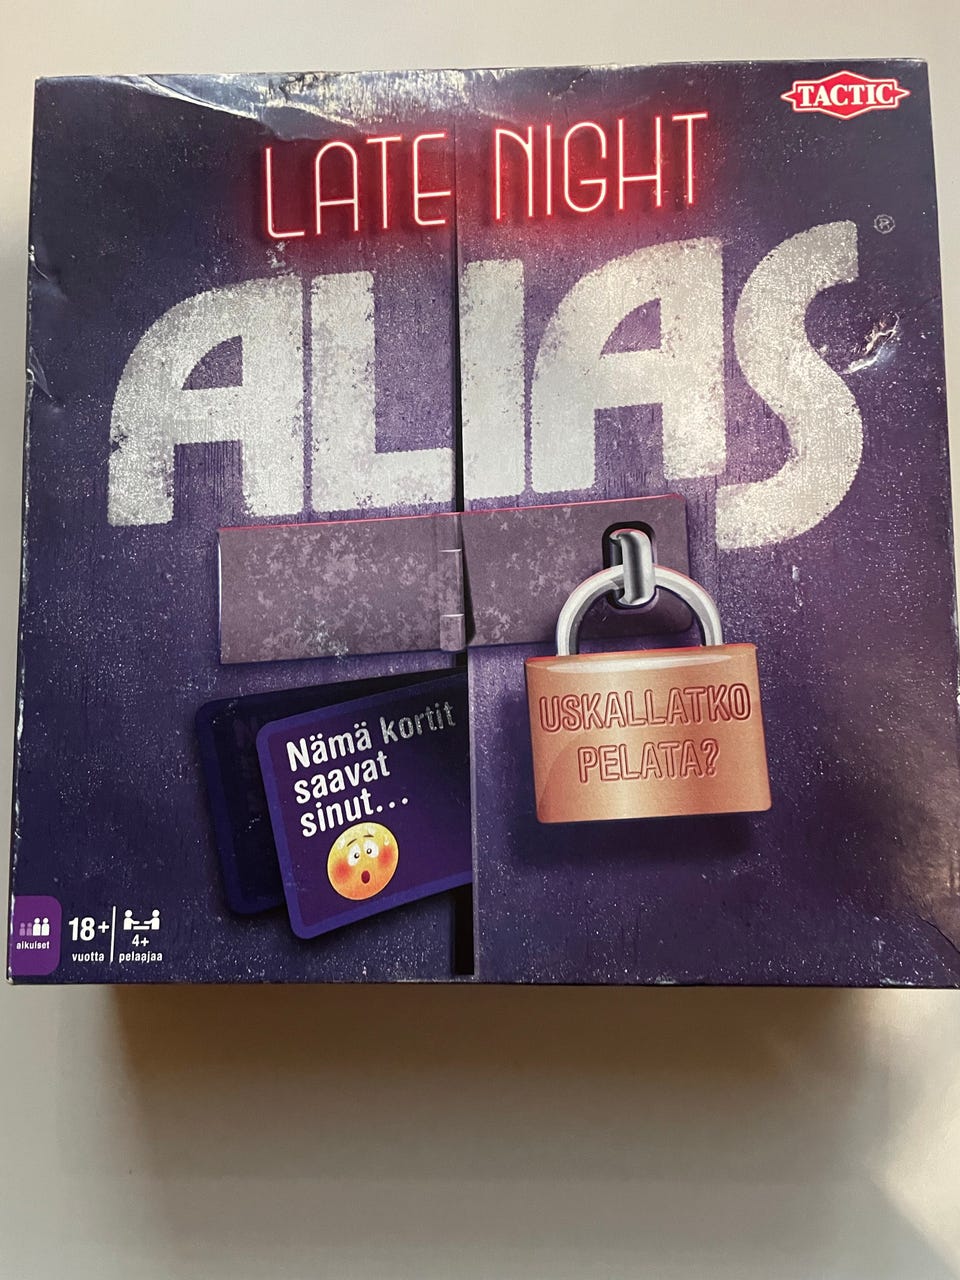 TACTIC
LATE NIGHT
ALIAS
®
USKALLATKO
PELATA?
Nämä kortit
saavat
sinut...
aikuiset
18+
vuotta
4+
pelaajaa